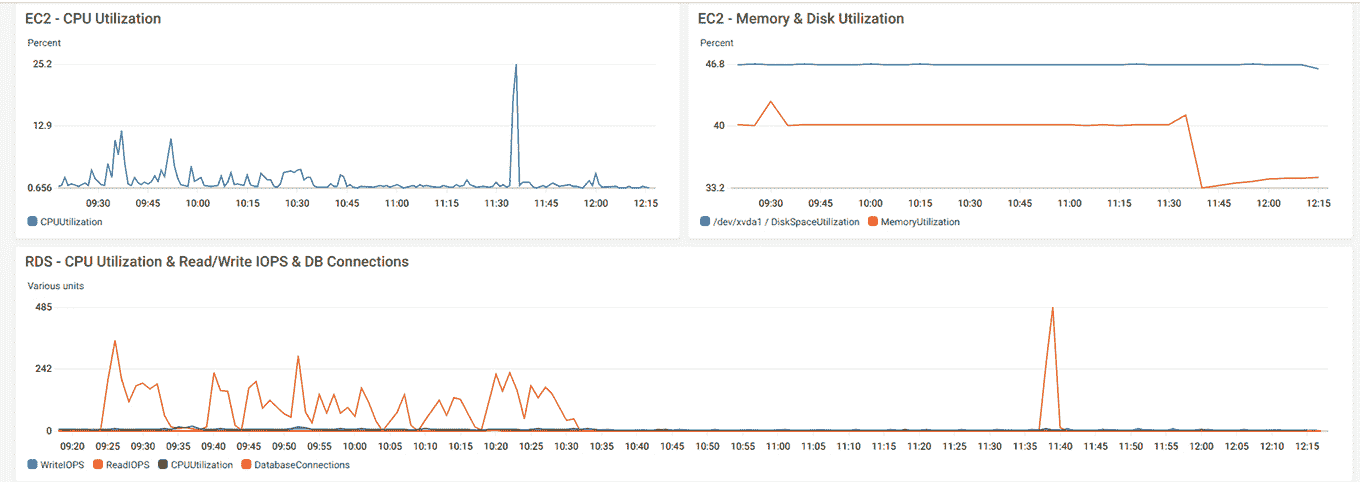 EC2 - CPU Utilization
Percent
25.2
12.9
0.656
09:30 09:45 10:00 10:15 10:30 10:45 11:00 11:15 11:30 11:45 12:00 12:15
CPUUtilization
EC2 - Memory & Disk Utilization
Percent
46.8
40
33.2
09:30 09:45 10:00 10:15 10:30 10:45 11:00 11:15 11:30 11:45 12:00 12:15
/dev/xvda1 / DiskSpaceUtilization MemoryUtilization
RDS - CPU Utilization & Read/Write IOPS & DB Connections
Various units
485
242
0
09:20 09:25 09:30 09:35 09:40 09:45 09:50 09:55 10:00 10:05 10:10 10:15 10:20 10:25 10:30 10:35 10:40 10:45 10:50 10:55 11:00 11:05 11:10 11:15 11:20 11:25 11:30 11:35 11:40 11:45 11:50 11:55 12:00 12:05 12:10 12:15
WriteIOPS ReadIOPS CPUUtilization DatabaseConnections